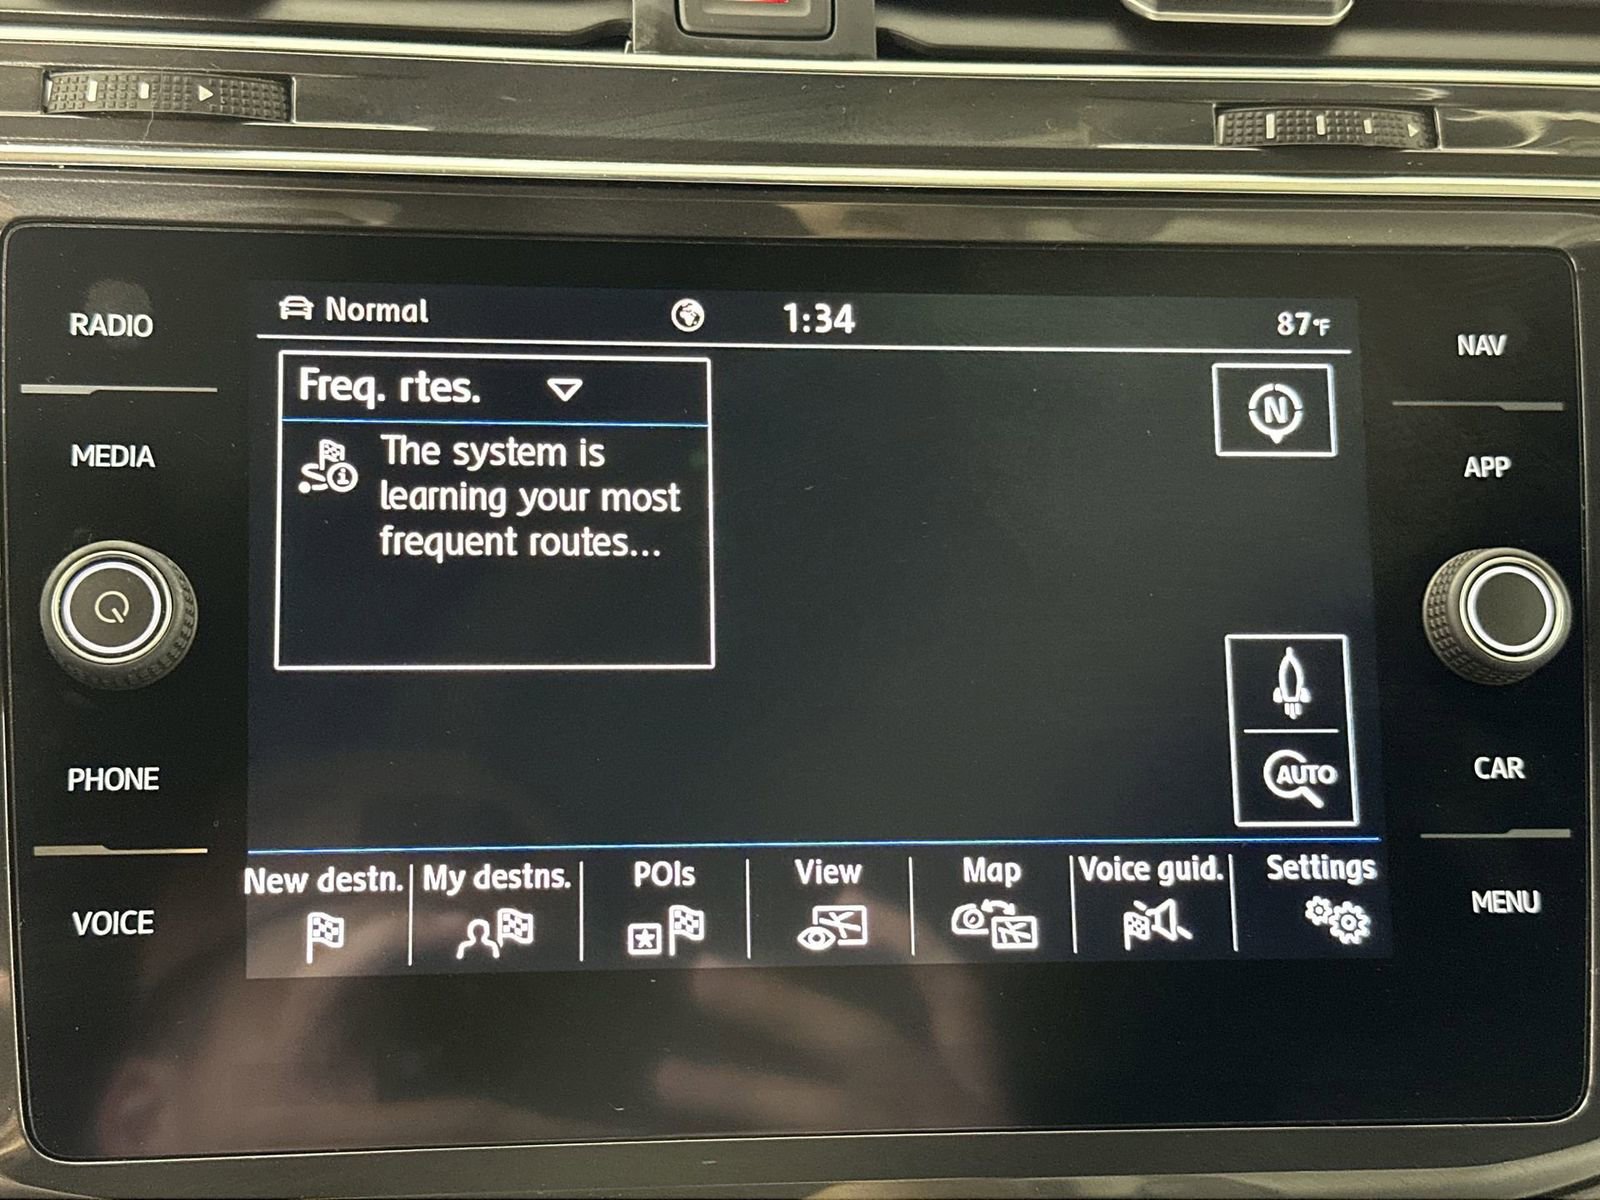 RADIO
MEDIA
PHONE
VOICE
Normal
1:34
87°F
Freq. rtes.
The system is
learning your most
frequent routes...
N
AUTO
New destn.
My destns.
POIs
View
Map
Voice guid.
Settings
NAV
APP
CAR
MENU